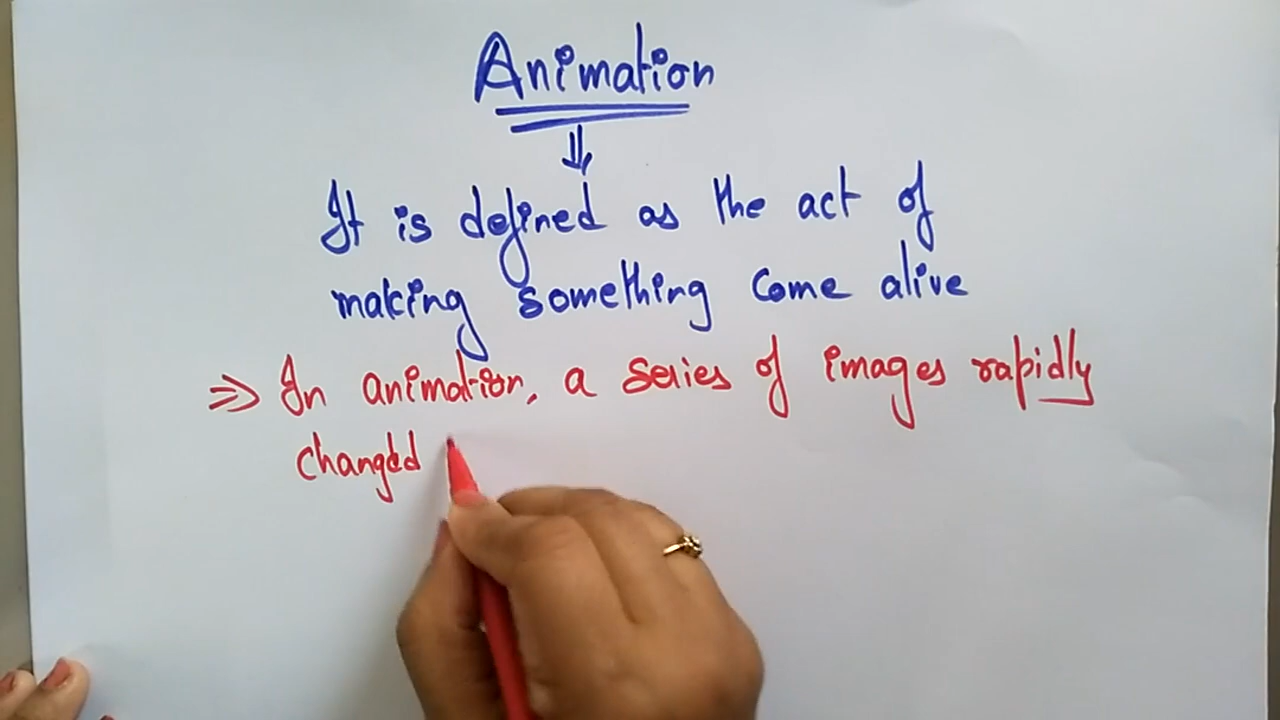 Animation
⇓
It is defined as the act of
making something come alive
⇒ In animation, a series of images rapidly
changed